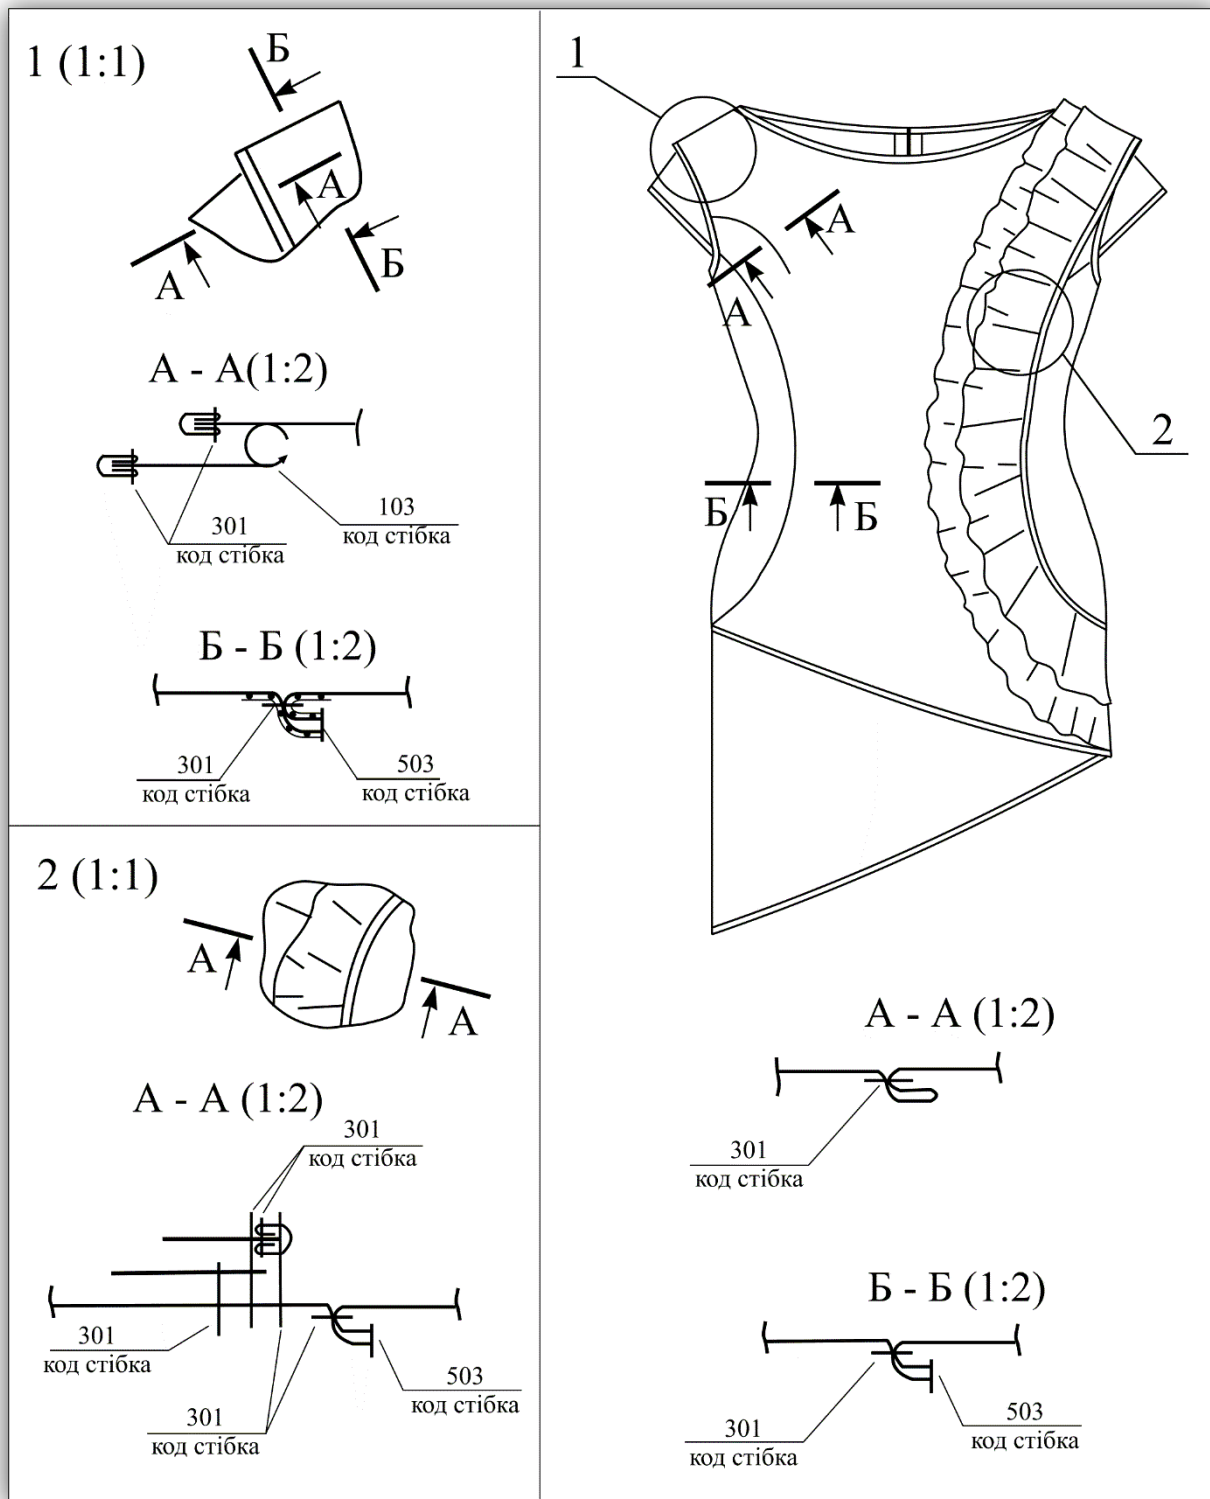 1 (1:1)
Б
А
А
Б
А - А(1:2)
301
код стібка
103
код стібка
Б - Б (1:2)
301
код стібка
503
код стібка
2 (1:1)
А
А
А - А (1:2)
301
код стібка
301
код стібка
503
код стібка
301
код стібка
1
А
А
2
Б
Б
А - А (1:2)
301
код стібка
Б - Б (1:2)
301
код стібка
503
код стібка